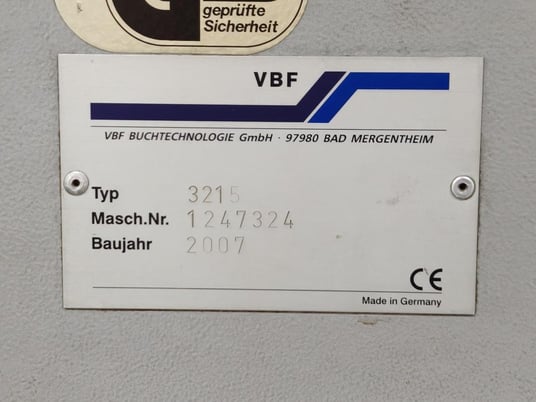 geprüfte
Sicherheit
VBF
VBF BUCHTECHNOLOGIE GmbH · 97980 BAD MERGENTHEIM
Typ 3215
Masch.Nr. 1247324
Baujahr 2007
CE
Made in Germany